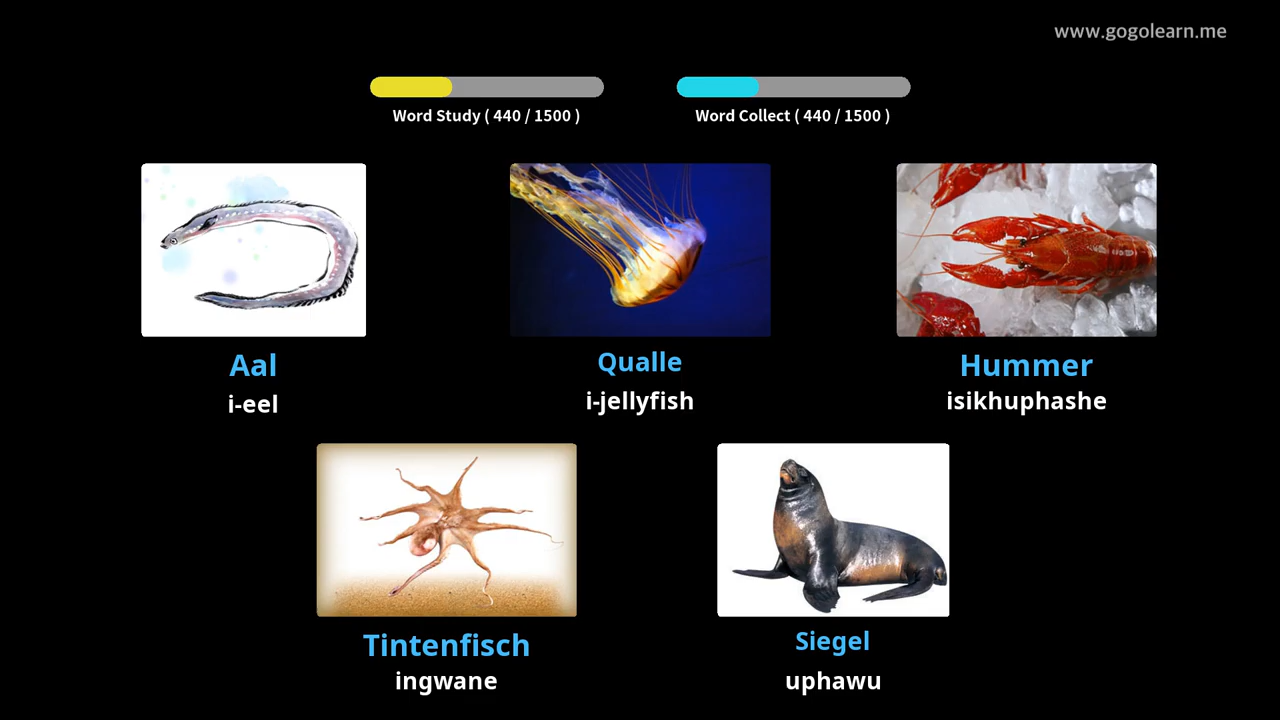 www.gogolearn.me
Word Study ( 440 / 1500 )
Word Collect ( 440 / 1500 )
Aal
i-eel
Qualle
i-jellyfish
Hummer
isikhuphashe
Tintenfisch
ingwane
Siegel
uphawu